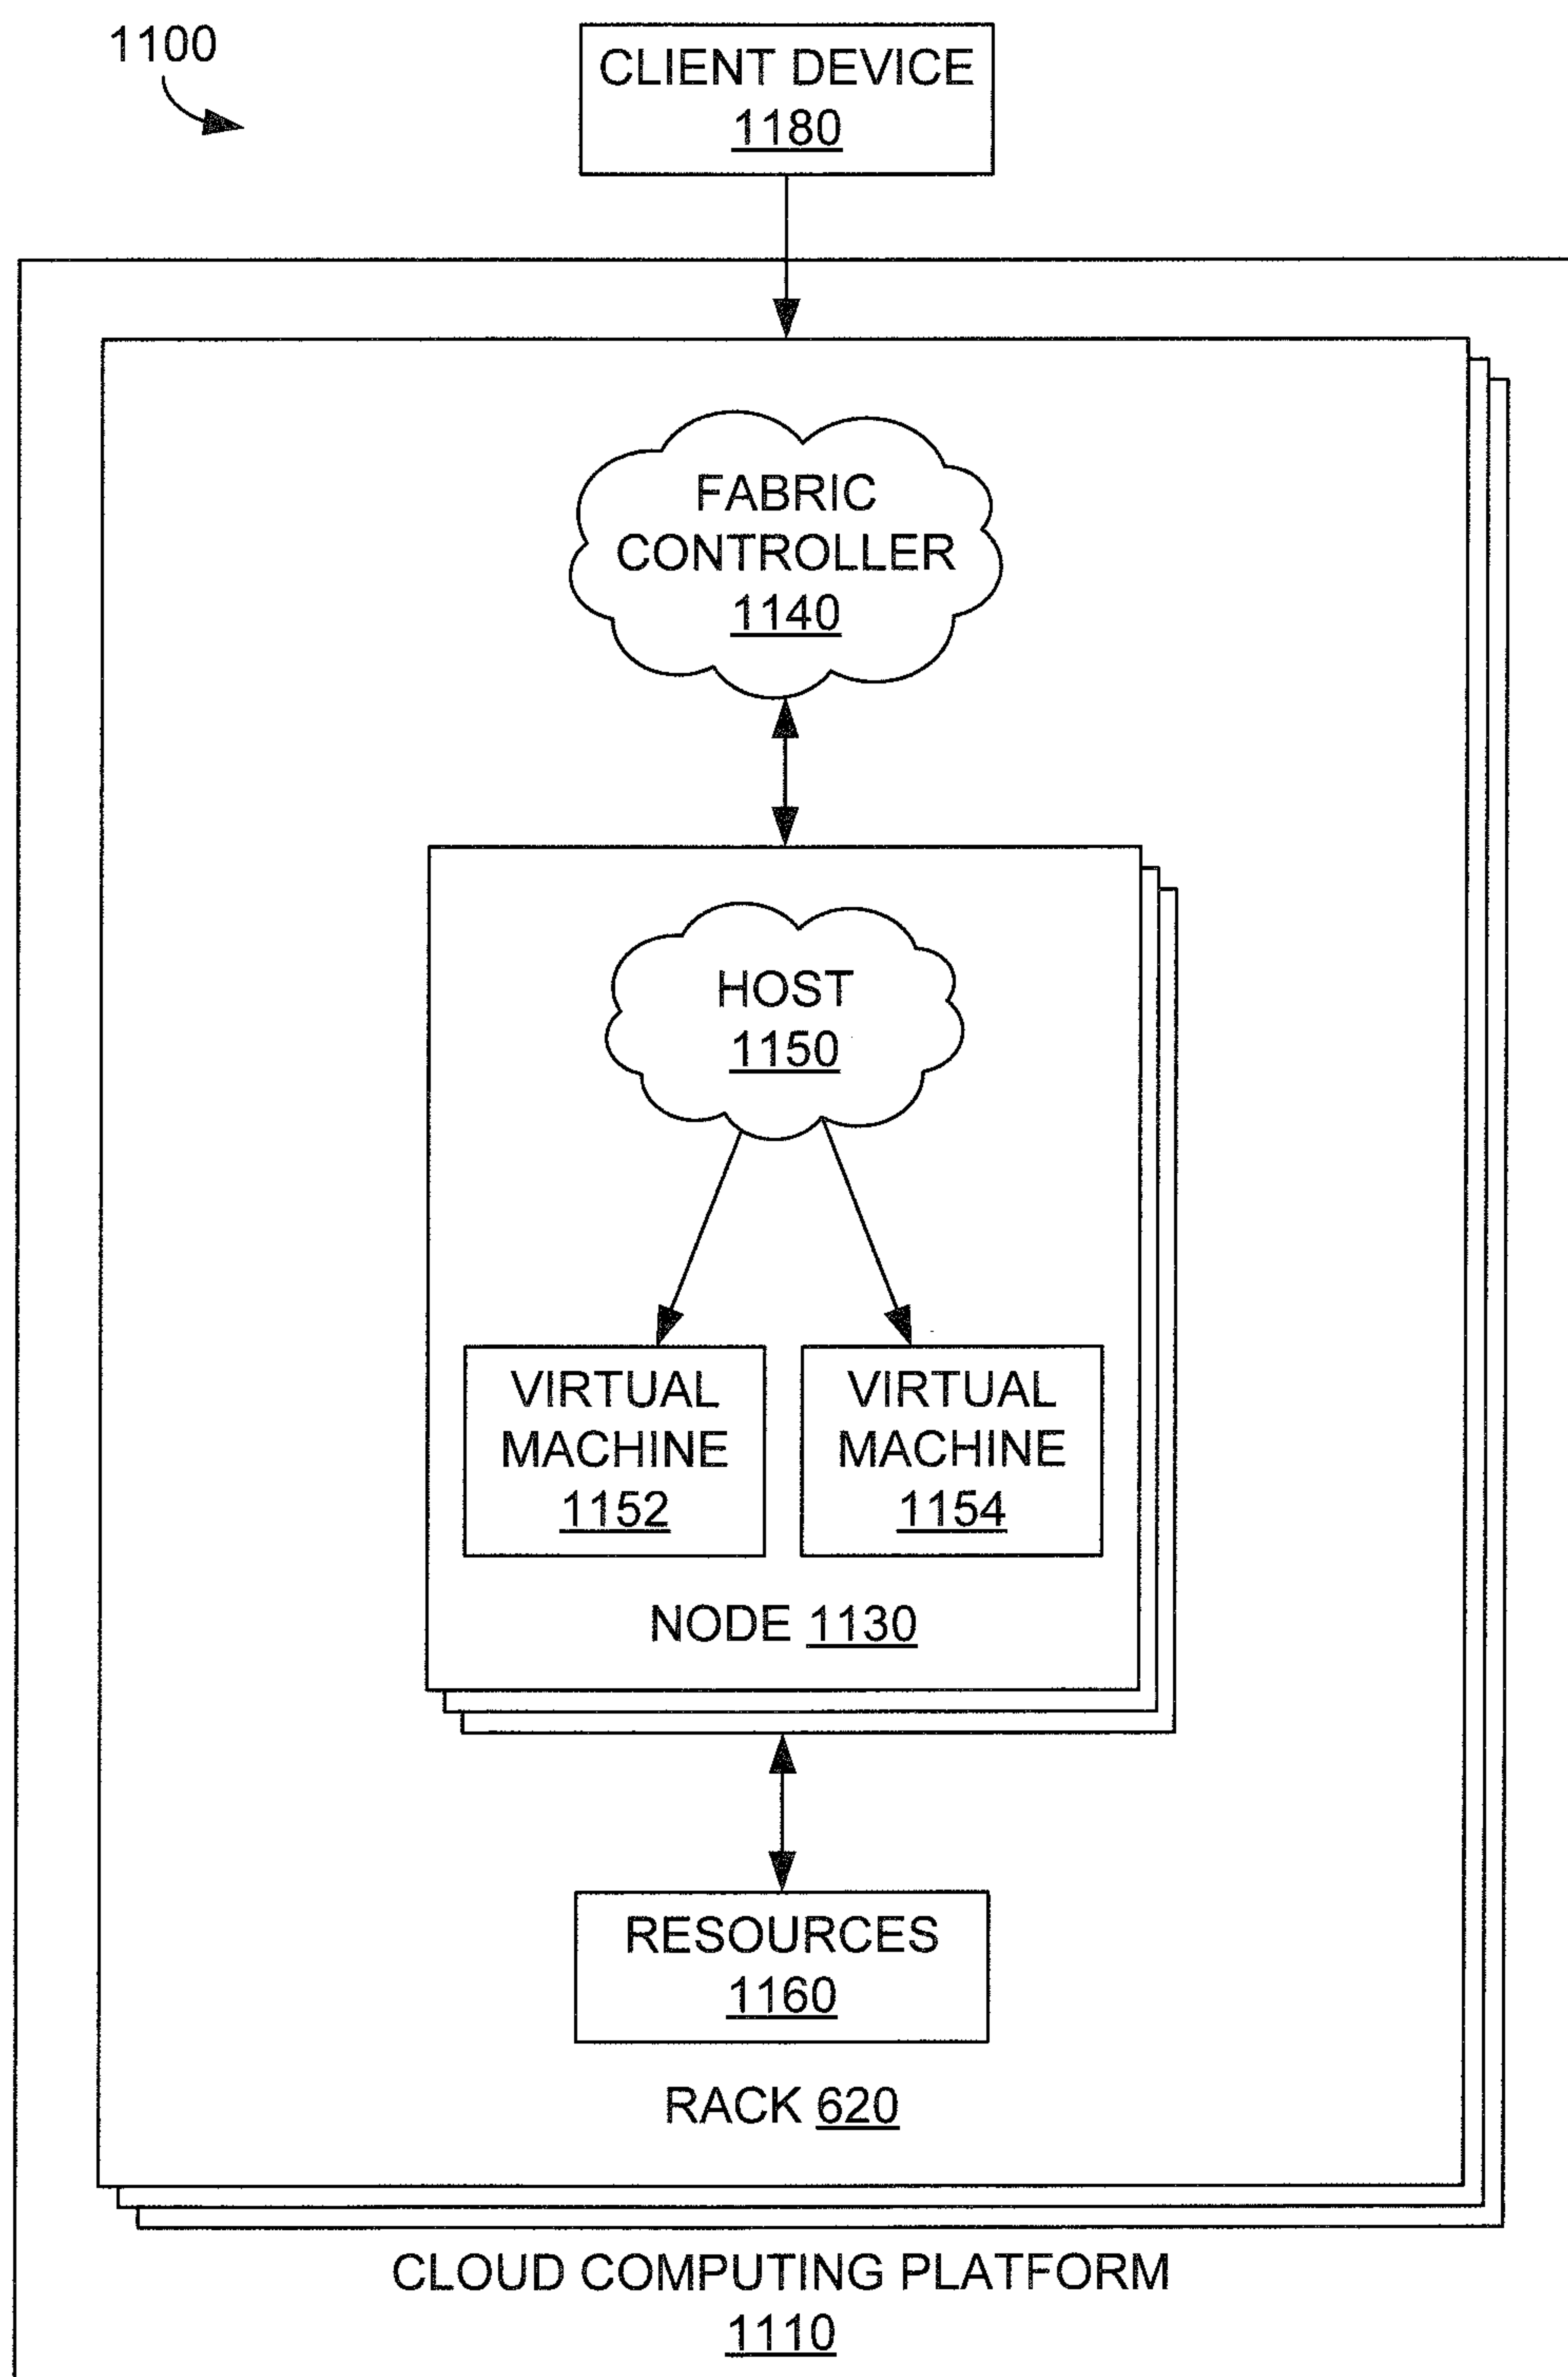 1100
CLIENT DEVICE
1180
FABRIC
CONTROLLER
1140
HOST
1150
VIRTUAL
MACHINE
1152
VIRTUAL
MACHINE
1154
NODE 1130
RESOURCES
1160
RACK 620
CLOUD COMPUTING PLATFORM
1110